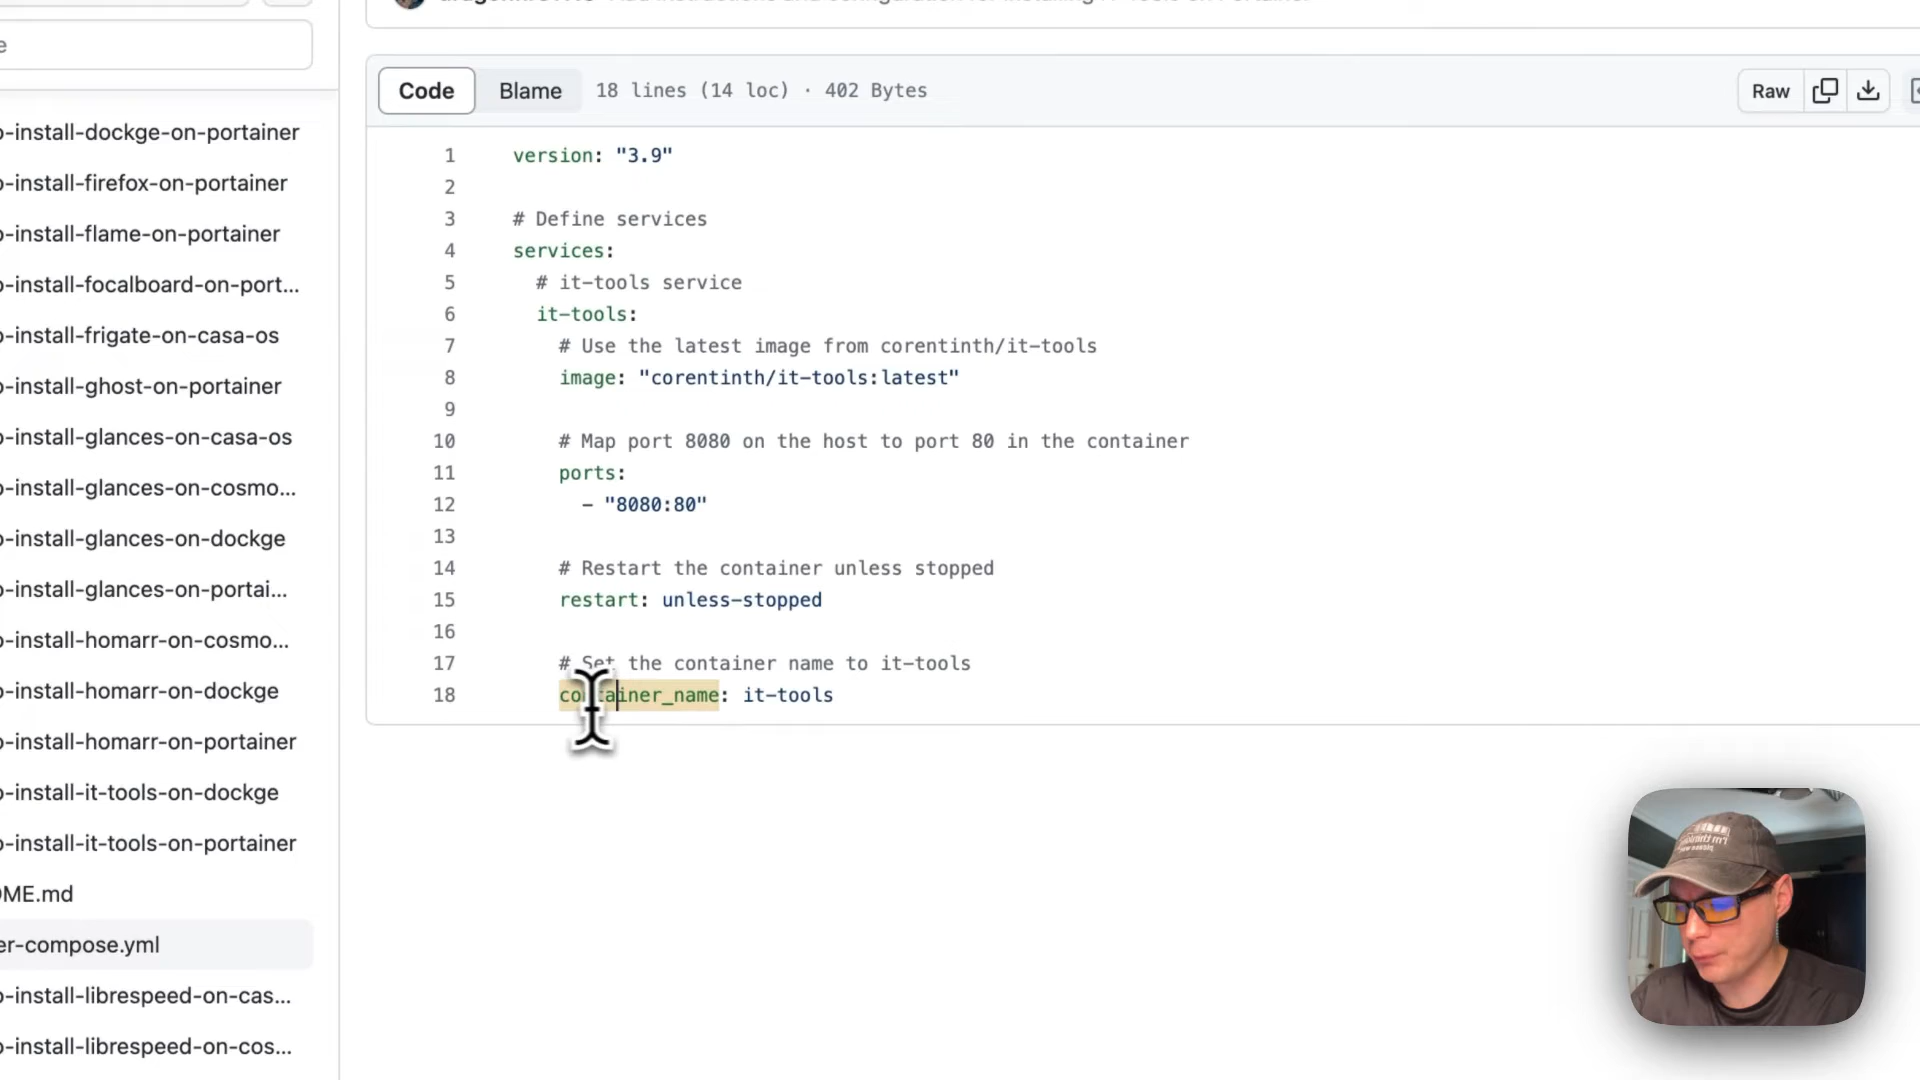 e
Code Blame 18 lines (14 loc) · 402 Bytes Raw
o-install-dockge-on-portainer
o-install-firefox-on-portainer
o-install-flame-on-portainer
o-install-focalboard-on-port...
o-install-frigate-on-casa-os
o-install-ghost-on-portainer
o-install-glances-on-casa-os
o-install-glances-on-cosmo...
o-install-glances-on-dockge
o-install-glances-on-portai...
o-install-homarr-on-cosmo...
o-install-homarr-on-dockge
o-install-homarr-on-portainer
o-install-it-tools-on-dockge
o-install-it-tools-on-portainer
OME.md
er-compose.yml
o-install-librespeed-on-cas...
o-install-librespeed-on-cos...
1 version: "3.9"
2
3 # Define services
4 services:
5 # it-tools service
6 it-tools:
7 # Use the latest image from corentinth/it-tools
8 image: "corentinth/it-tools:latest"
9
10 # Map port 8080 on the host to port 80 in the container
11 ports:
12 - "8080:80"
13
14 # Restart the container unless stopped
15 restart: unless-stopped
16
17 # Set the container name to it-tools
18 container_name: it-tools